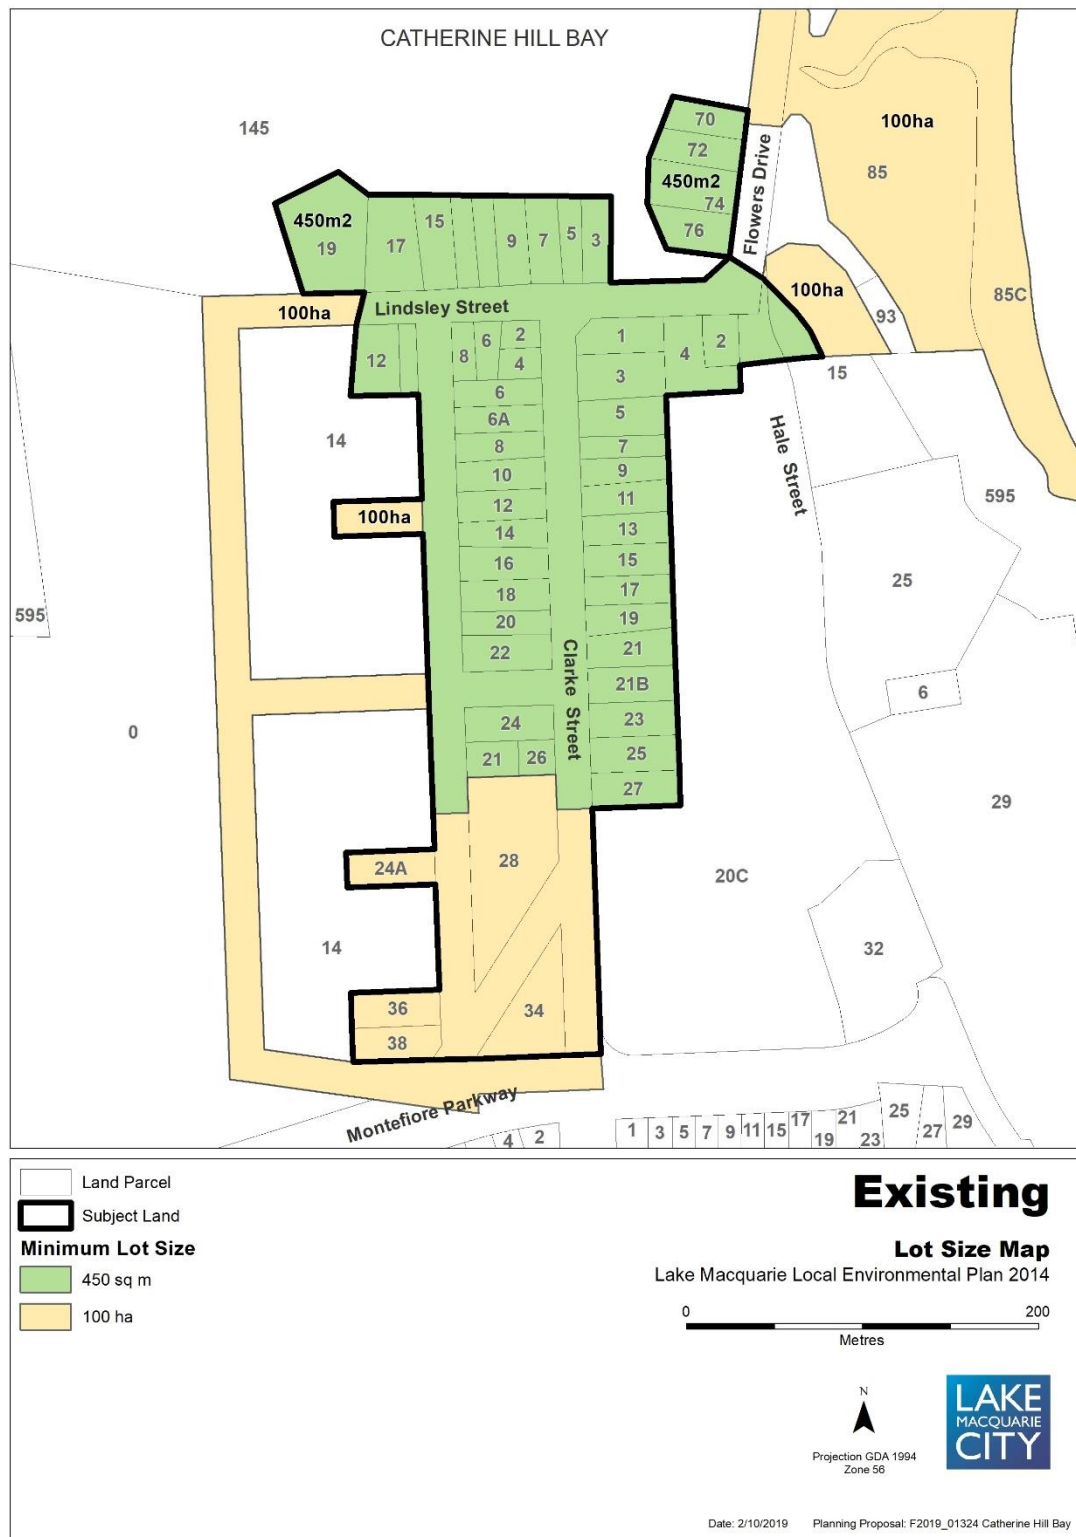 CATHERINE HILL BAY
145
70
72
450m2
74
76
Flowers Drive
100ha
85
85C
100ha
93
450m2
19
17
15
9
7
5
3
100ha
Lindsley Street
12
8
6
2
4
6
6A
8
10
12
14
16
18
20
22
24
21
26
1
4
2
3
5
7
9
11
13
15
17
19
21
21B
23
25
27
Clarke Street
Hale Street
15
595
25
6
29
14
100ha
595
0
24A
28
20C
32
14
36
34
38
Montefiore Parkway
4
2
1
3
5
7
9
11
15
17
19
21
23
25
27
29
Land Parcel
Subject Land
Minimum Lot Size
450 sq m
100 ha
Existing
Lot Size Map
Lake Macquarie Local Environmental Plan 2014
0 200
Metres
N
Projection GDA 1994
Zone 56
LAKE
MACQUARIE
CITY
Date: 2/10/2019 Planning Proposal: F2019_01324 Catherine Hill Bay